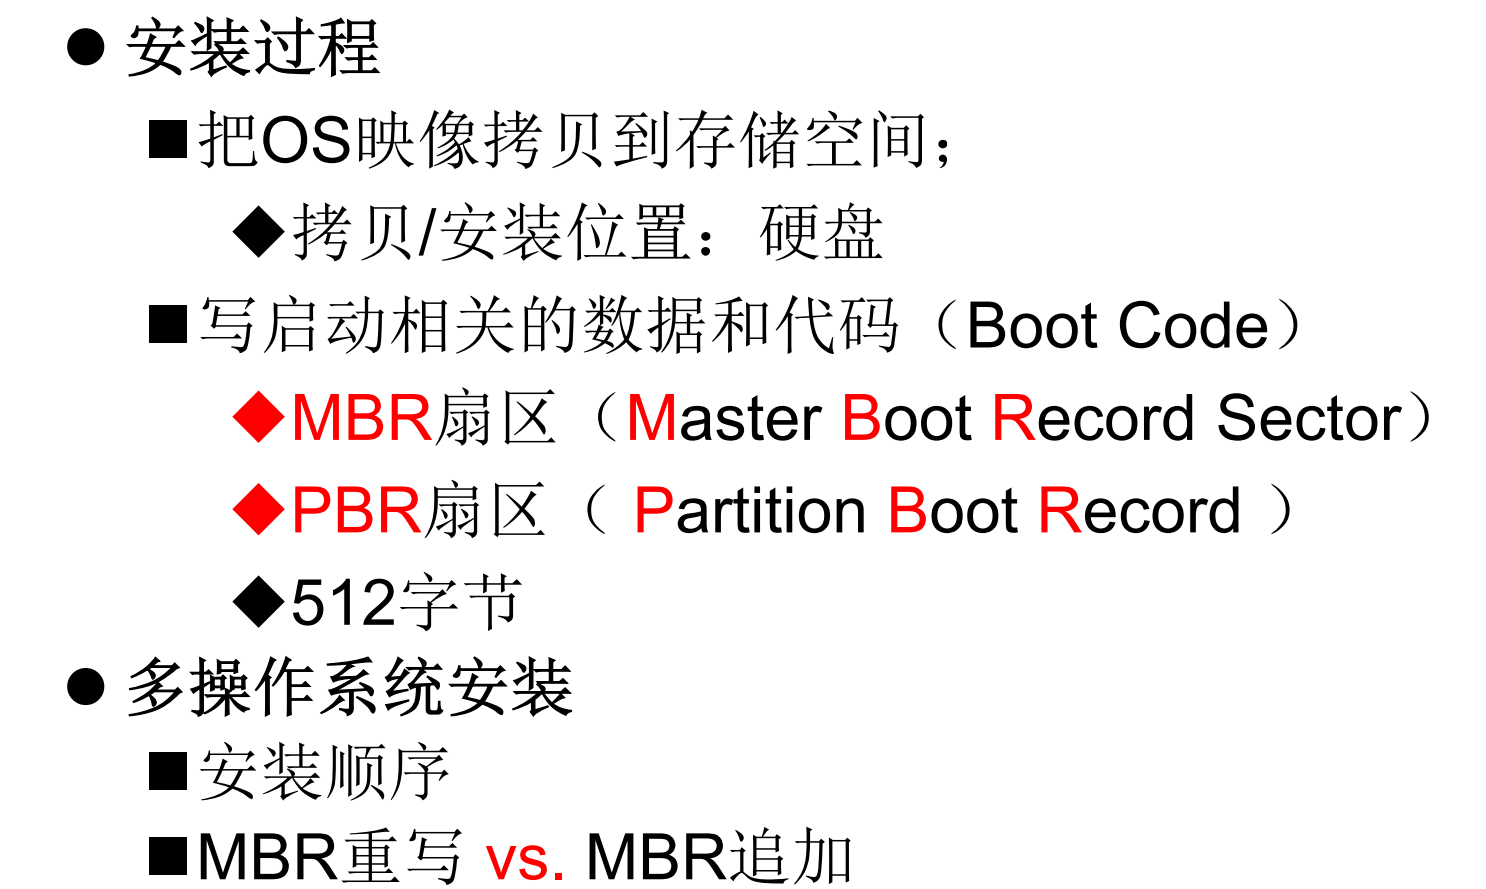 ● 安装过程
■把OS映像拷贝到存储空间；
◆拷贝/安装位置：硬盘
■写启动相关的数据和代码（Boot Code）
◆MBR扇区（Master Boot Record Sector）
◆PBR扇区（ Partition Boot Record ）
◆512字节
● 多操作系统安装
■安装顺序
■MBR重写 vs. MBR追加